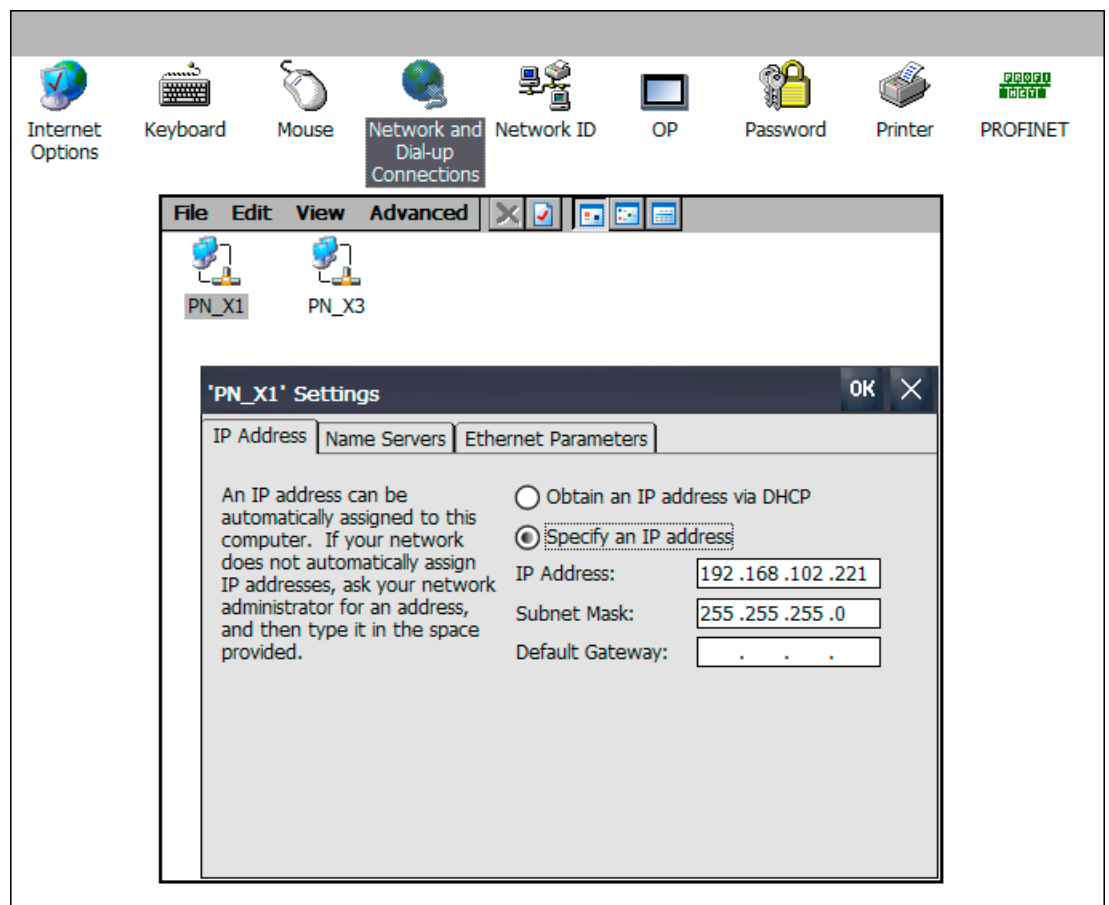 Internet Options
Keyboard
Mouse
Network and Dial-up Connections
Network ID
OP
Password
Printer
PROFI NET
PROFINET
File Edit View Advanced
PN_X1
PN_X3
'PN_X1' Settings
OK
IP Address
Name Servers
Ethernet Parameters
An IP address can be
automatically assigned to this
computer. If your network
does not automatically assign
IP addresses, ask your network
administrator for an address,
and then type it in the space
provided.
Obtain an IP address via DHCP
Specify an IP address
IP Address: 192 .168 .102 .221
Subnet Mask: 255 .255 .255 .0
Default Gateway: . . .